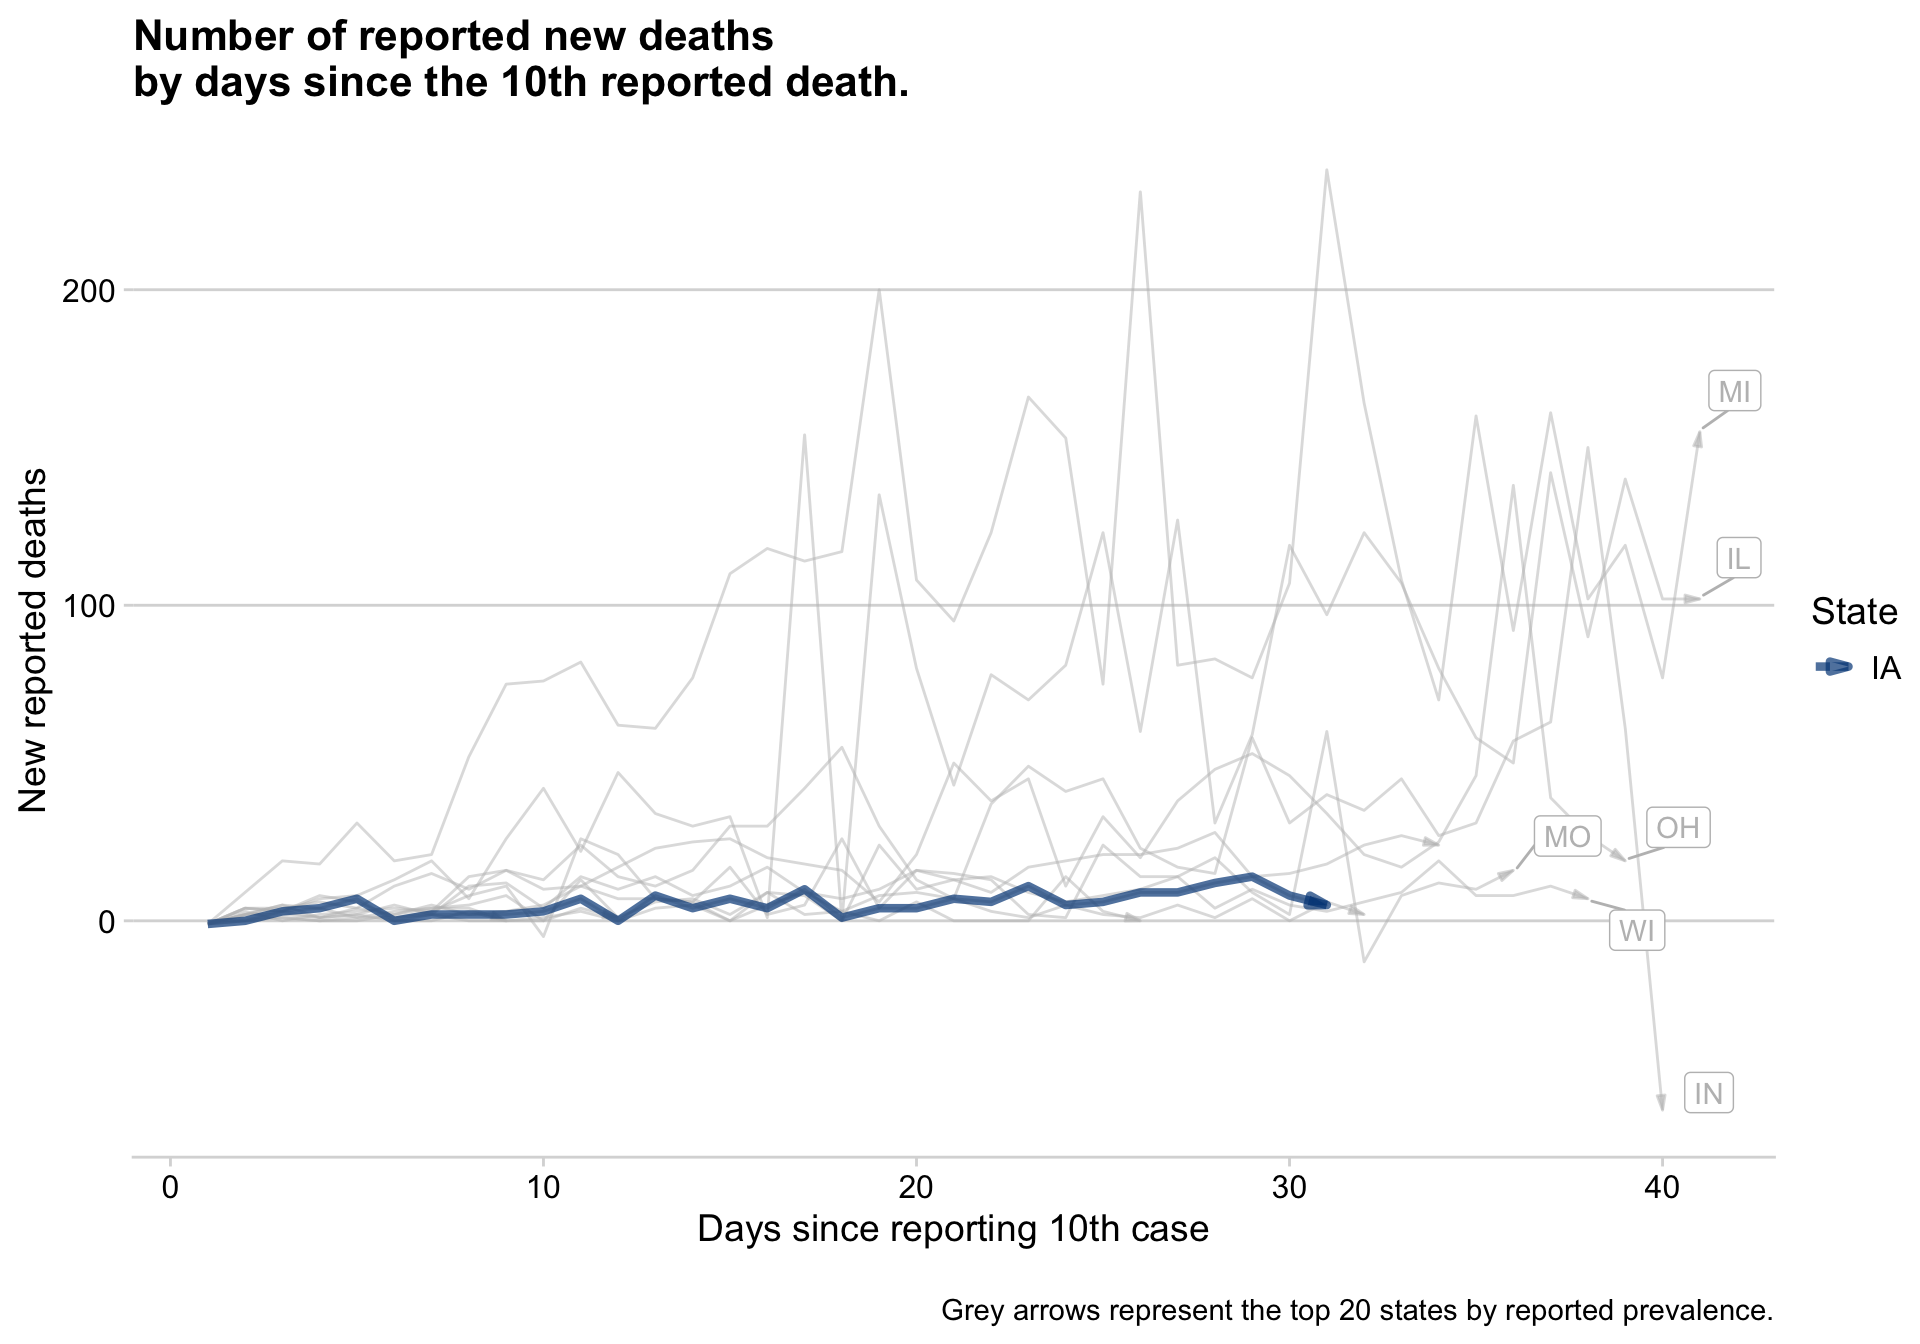 Number of reported new deaths
by days since the 10th reported death.
New reported deaths
200
100
0
MI
IL
MO
OH
WI
IN
State
IA
0 10 20 30 40
Days since reporting 10th case
Grey arrows represent the top 20 states by reported prevalence.